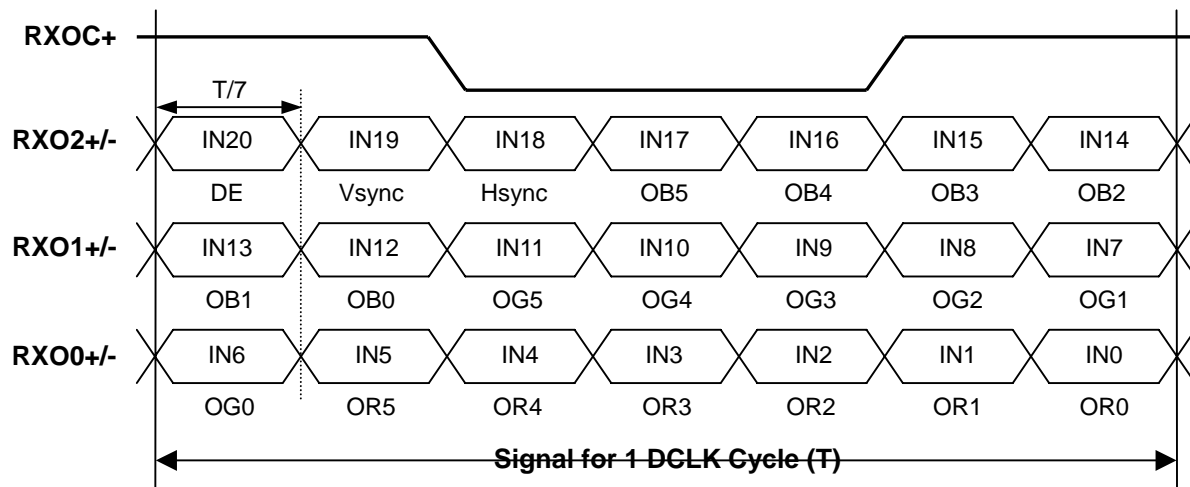 RXOC+
T/7
RXO2+/- IN20 IN19 IN18 IN17 IN16 IN15 IN14
DE Vsync Hsync OB5 OB4 OB3 OB2
RXO1+/- IN13 IN12 IN11 IN10 IN9 IN8 IN7
OB1 OB0 OG5 OG4 OG3 OG2 OG1
RXO0+/- IN6 IN5 IN4 IN3 IN2 IN1 IN0
OG0 OR5 OR4 OR3 OR2 OR1 OR0
Signal for 1 DCLK Cycle (T)